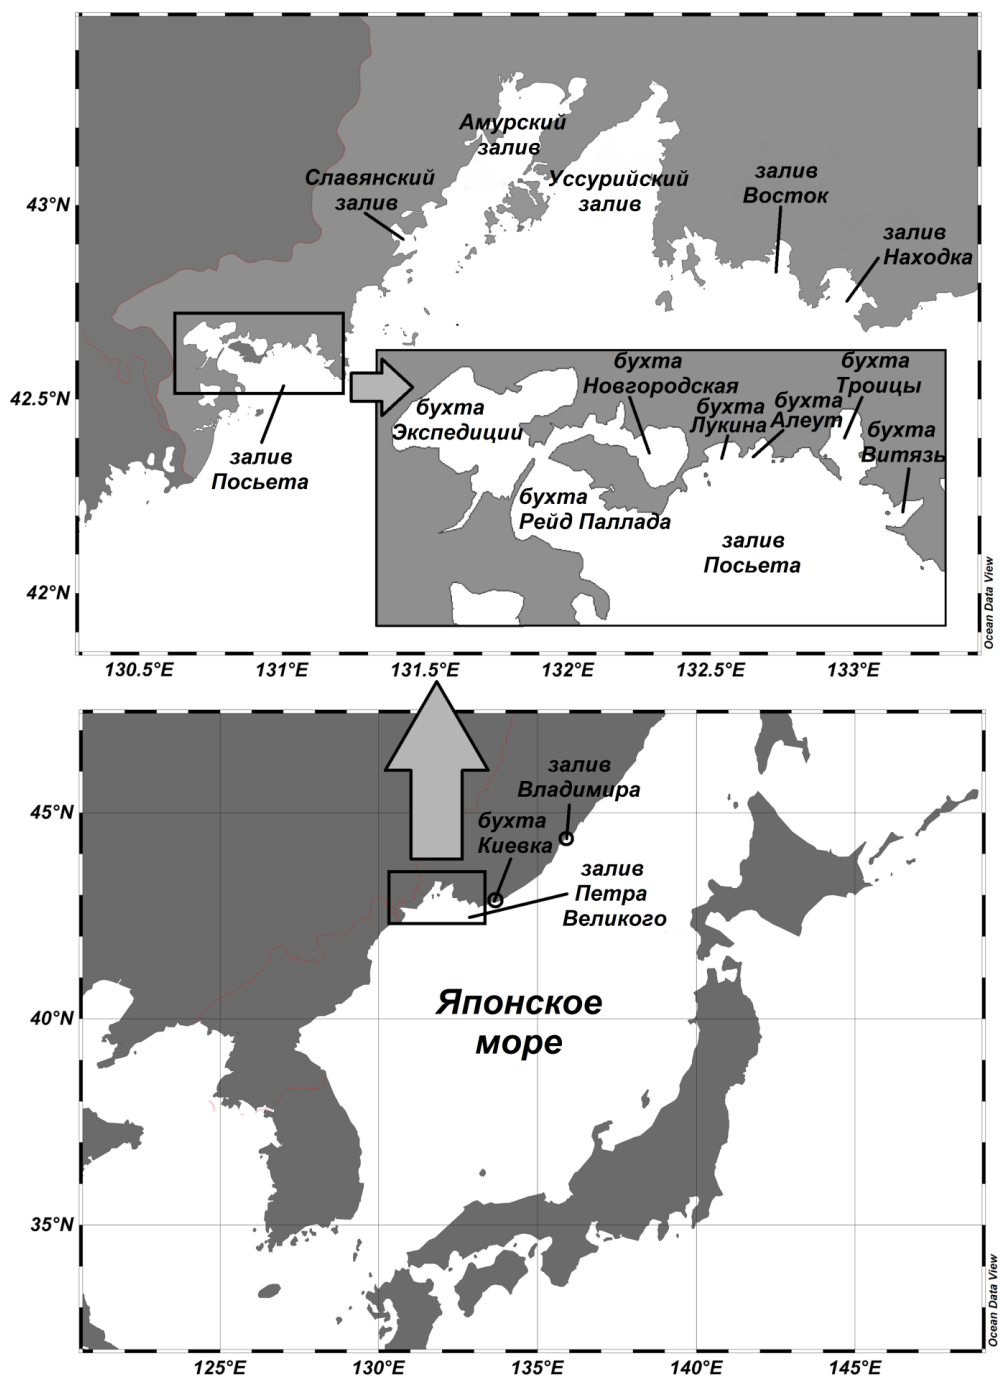 Амурский
залив
Славянский
залив
Уссурийский
залив
залив
Восток
залив
Находка
43°N
42.5°N
42°N
залив
Посьета
бухта
Экспедиции
бухта
Новгородская
бухта
Лукина
бухта
Алеут
бухта
Троицы
бухта
Витязь
бухта
Рейд Паллада
залив
Посьета
Ocean Data View
130.5°E
131°E
131.5°E
132°E
132.5°E
133°E
залив
Владимира
бухта
Киевка
залив
Петра
Великого
Японское
море
45°N
40°N
35°N
Ocean Data View
125°E
130°E
135°E
140°E
145°E